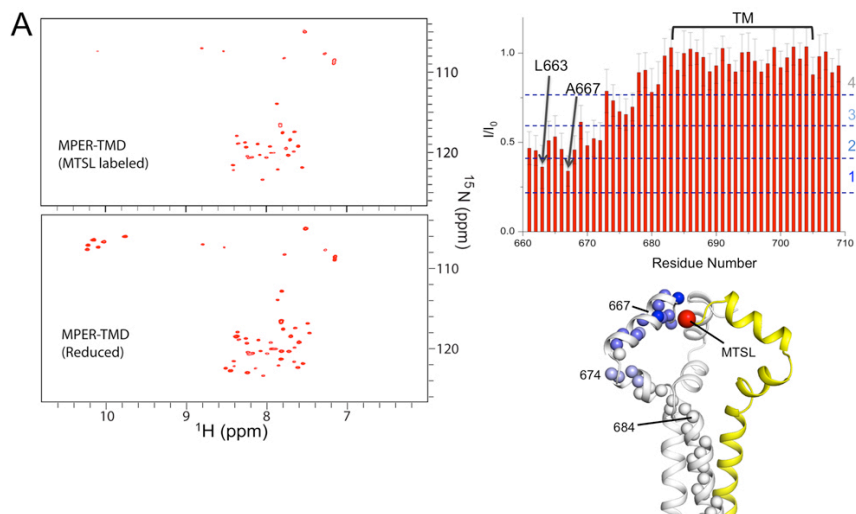 A
MPER-TMD
(MTSL labeled)
110
120
15N (ppm)
MPER-TMD
(Reduced)
110
120
10
9
8
7
1H (ppm)
TM
L663
A667
1.0
0.5
0.0
I/I0
4
3
2
1
660
670
680
690
700
710
Residue Number
667
MTSL
674
684